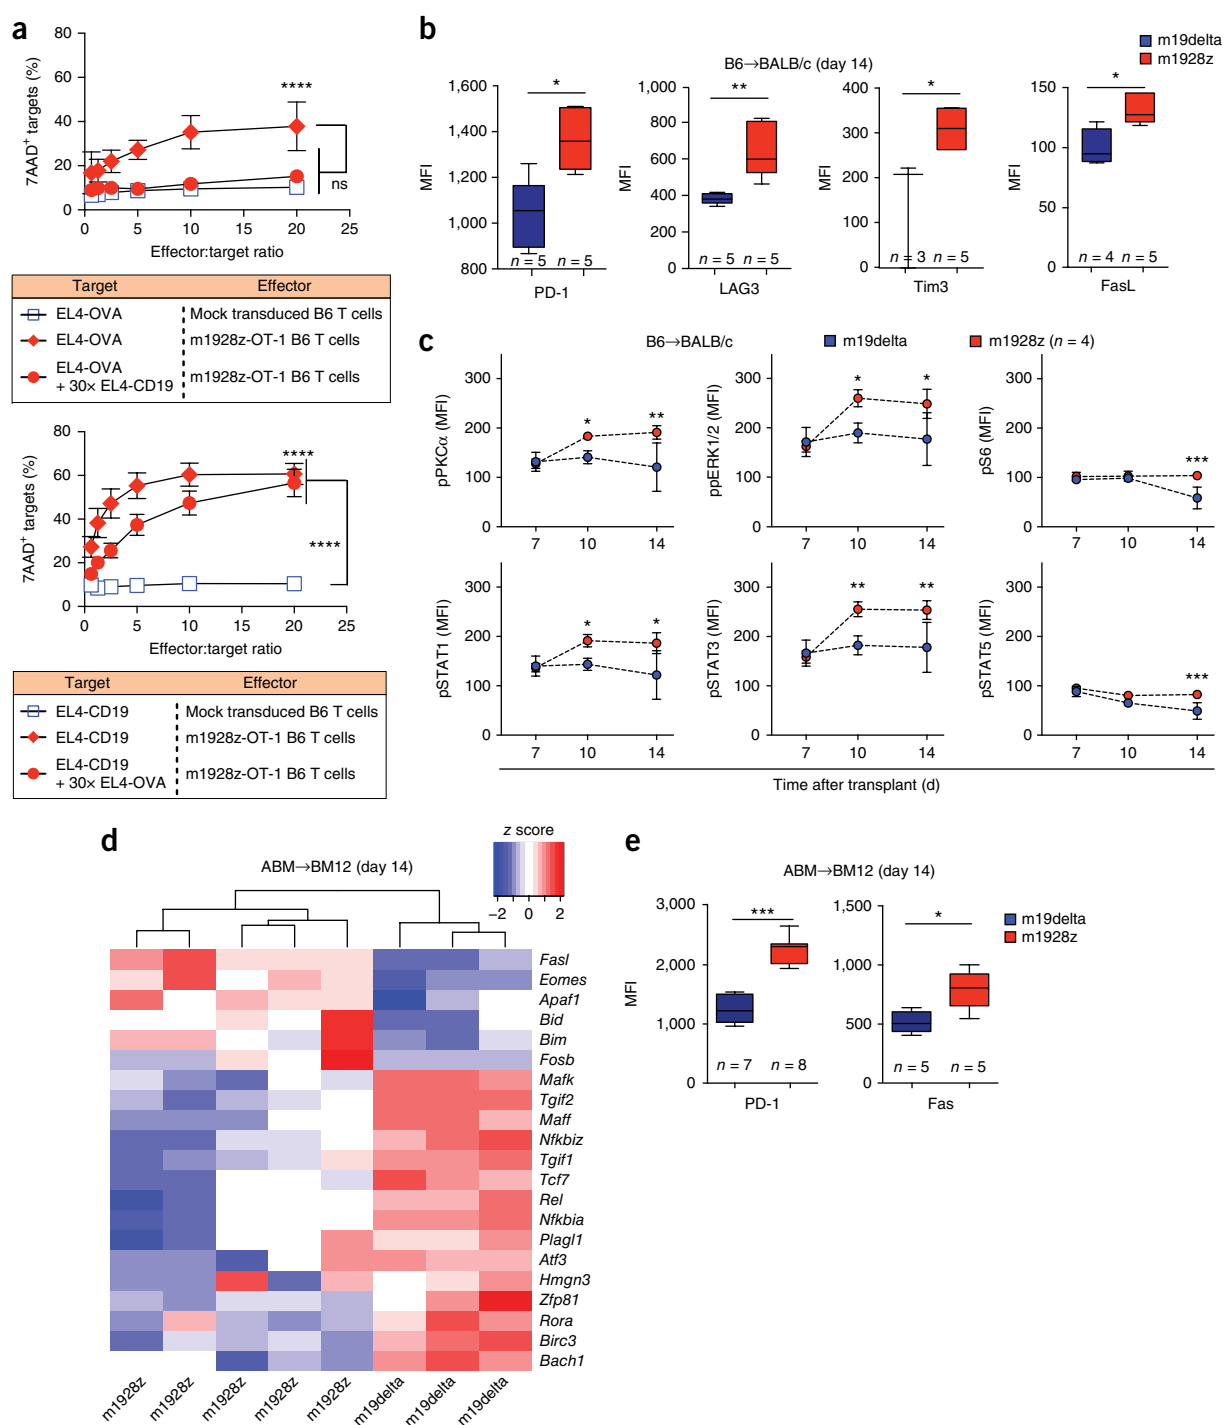 a
80
60
40
20
0
7AAD+ targets (%)
****
ns
0 5 10 15 20 25
Effector:target ratio
Target Effector
EL4-OVA Mock transduced B6 T cells
EL4-OVA m1928z-OT-1 B6 T cells
EL4-OVA
+ 30× EL4-CD19 m1928z-OT-1 B6 T cells
80
60
40
20
0
7AAD+ targets (%)
****
****
0 5 10 15 20 25
Effector:target ratio
Target Effector
EL4-CD19 Mock transduced B6 T cells
EL4-CD19 m1928z-OT-1 B6 T cells
EL4-CD19
+ 30× EL4-OVA m1928z-OT-1 B6 T cells
b
m19delta
m1928z
B6→BALB/c (day 14)
1,600
1,400
1,200
1,000
800
MFI
*
n = 5 n = 5
PD-1
1,000
800
600
400
200
0
MFI
**
n = 5 n = 5
LAG3
400
300
200
100
0
MFI
*
n = 3 n = 5
Tim3
150
100
50
0
MFI
*
n = 4 n = 5
FasL
c
B6→BALB/c m19delta m1928z (n = 4)
300
200
100
0
pPKCα (MFI)
* **
7 10 14
300
200
100
0
ppERK1/2 (MFI)
* *
7 10 14
300
200
100
0
pS6 (MFI)
***
7 10 14
300
200
100
0
pSTAT1 (MFI)
* *
7 10 14
300
200
100
0
pSTAT3 (MFI)
** **
7 10 14
300
200
100
0
pSTAT5 (MFI)
***
7 10 14
Time after transplant (d)
d
z score
−2 0 2
ABM→BM12 (day 14)
Fasl
Eomes
Apaf1
Bid
Bim
Fosb
Mafk
Tgif2
Maff
Nfkbiz
Tgif1
Tcf7
Rel
Nfkbia
Plagl1
Atf3
Hmgn3
Zfp81
Rora
Birc3
Bach1
m1928z m1928z m1928z m1928z m1928z m19delta m19delta m19delta
e
ABM→BM12 (day 14)
m19delta
m1928z
3,000
2,000
1,000
0
MFI
***
n = 7 n = 8
PD-1
1,500
1,000
500
0
*
n = 5 n = 5
Fas